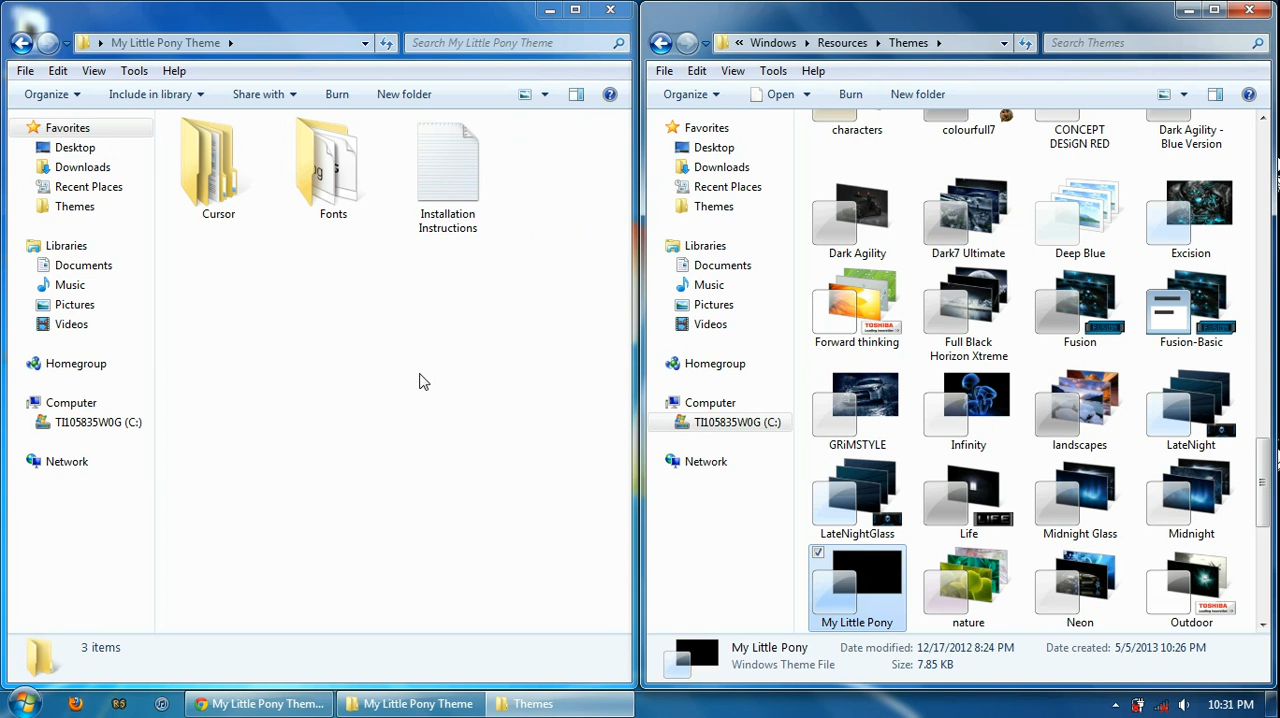 My Little Pony Theme
Search My Little Pony Theme
File Edit View Tools Help
Organize Include in library Share with Burn New folder
Favorites
Desktop
Downloads
Recent Places
Themes
Libraries
Documents
Music
Pictures
Videos
Homegroup
Computer
TI105835W0G (C:)
Network
Cursor
Fonts
Installation
Instructions
3 items
Windows Resources Themes
Search Themes
File Edit View Tools Help
Organize Open Burn New folder
Favorites
Desktop
Downloads
Recent Places
Themes
Libraries
Documents
Music
Pictures
Videos
Homegroup
Computer
TI105835W0G (C:)
Network
characters
colourfull7
CONCEPT
DESiGN RED
Dark Agility -
Blue Version
Dark Agility
Dark7 Ultimate
Deep Blue
Excision
TOSHIBA
Forward thinking
Full Black
Horizon Xtreme
Fusion
Fusion-Basic
GRiMSTYLE
Infinity
landscapes
LateNight
LateNightGlass
LIFE
Life
Midnight Glass
Midnight
My Little Pony
nature
Neon
TOSHIBA
Outdoor
My Little Pony Date modified: 12/17/2012 8:24 PM Date created: 5/5/2013 10:26 PM
Windows Theme File Size: 7.85 KB
My Little Pony Them... My Little Pony Theme Themes 10:31 PM